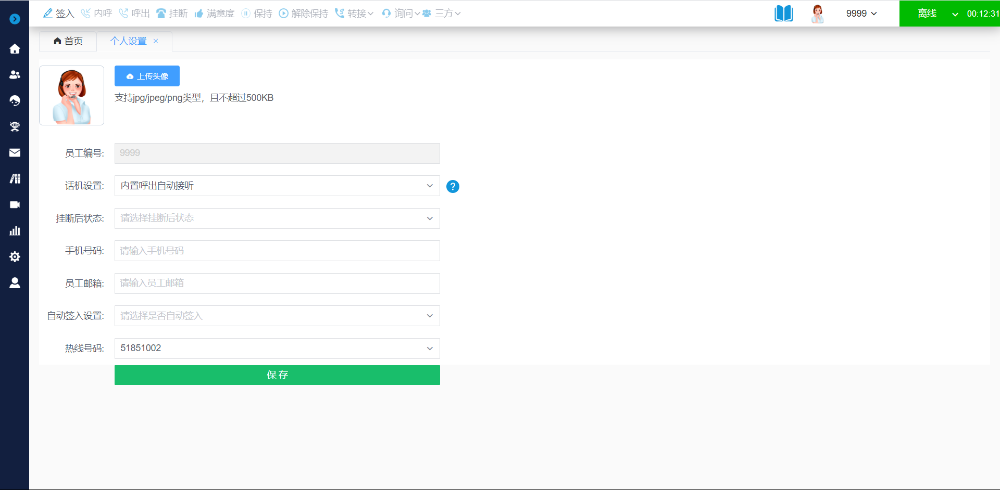 签入 内呼 呼出 挂断 满意度 保持 解除保持 转接 询问 三方 9999 离线 00:12:31
首页 个人设置
上传头像
支持jpg/jpeg/png类型，且不超过500KB
员工编号: 9999
话机设置: 内置呼出自动接听 ?
挂断后状态: 请选择挂断后状态
手机号码: 请输入手机号码
员工邮箱: 请输入员工邮箱
自动签入设置: 请选择是否自动签入
热线号码: 51851002
保存